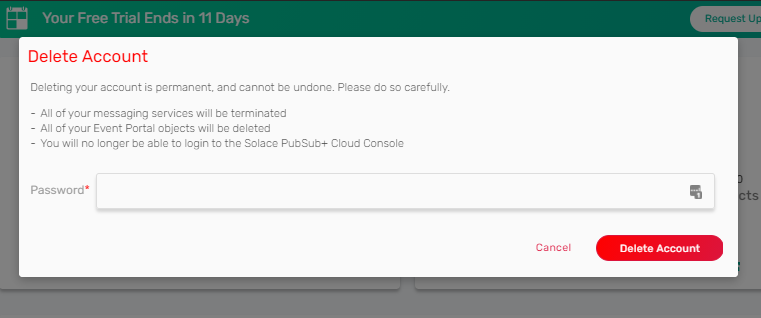 Your Free Trial Ends in 11 Days
Request Up
Delete Account
Deleting your account is permanent, and cannot be undone. Please do so carefully.
- All of your messaging services will be terminated
- All of your Event Portal objects will be deleted
- You will no longer be able to login to the Solace PubSub+ Cloud Console
Password*
cts
Cancel
Delete Account